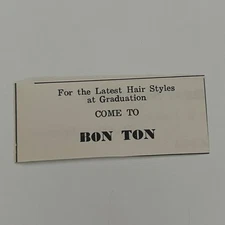 For the Latest Hair Styles
at Graduation
COME TO
BON TON